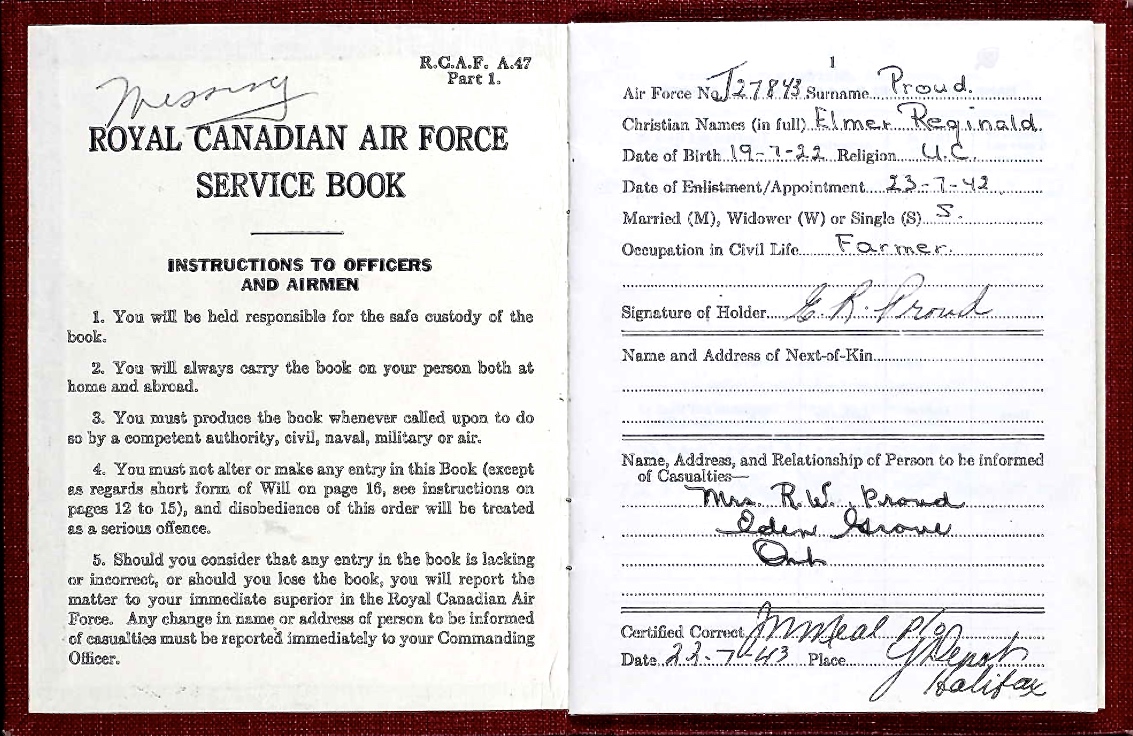 R.C.A.F. A.47
Part 1.
Missing
ROYAL CANADIAN AIR FORCE
SERVICE BOOK
INSTRUCTIONS TO OFFICERS
AND AIRMEN
1. You will be held responsible for the safe custody of the
book.
2. You will always carry the book on your person both at
home and abroad.
3. You must produce the book whenever called upon to do
so by a competent authority, civil, naval, military or air.
4. You must not alter or make any entry in this Book (except
as regards short form of Will on page 16, see instructions on
pages 12 to 15), and disobedience of this order will be treated
as a serious offence.
5. Should you consider that any entry in the book is lacking
or incorrect, or should you lose the book, you will report the
matter to your immediate superior in the Royal Canadian Air
Force. Any change in name or address of person to be informed
of casualties must be reported immediately to your Commanding
Officer.
1
Air Force No. J27843 Surname Proud.
Christian Names (in full) Elmer Reginald.
Date of Birth 19-7-22 Religion U.C.
Date of Enlistment/Appointment 23-7-42
Married (M), Widower (W) or Single (S) S.
Occupation in Civil Life Farmer.
Signature of Holder E. R. Proud
Name and Address of Next-of-Kin
Name, Address, and Relationship of Person to be informed
of Casualties—
Mrs. R.W. Proud
Eden Grove
Ont
Certified Correct P/O
Date 22-7-43 Place Y Depot
Halifax